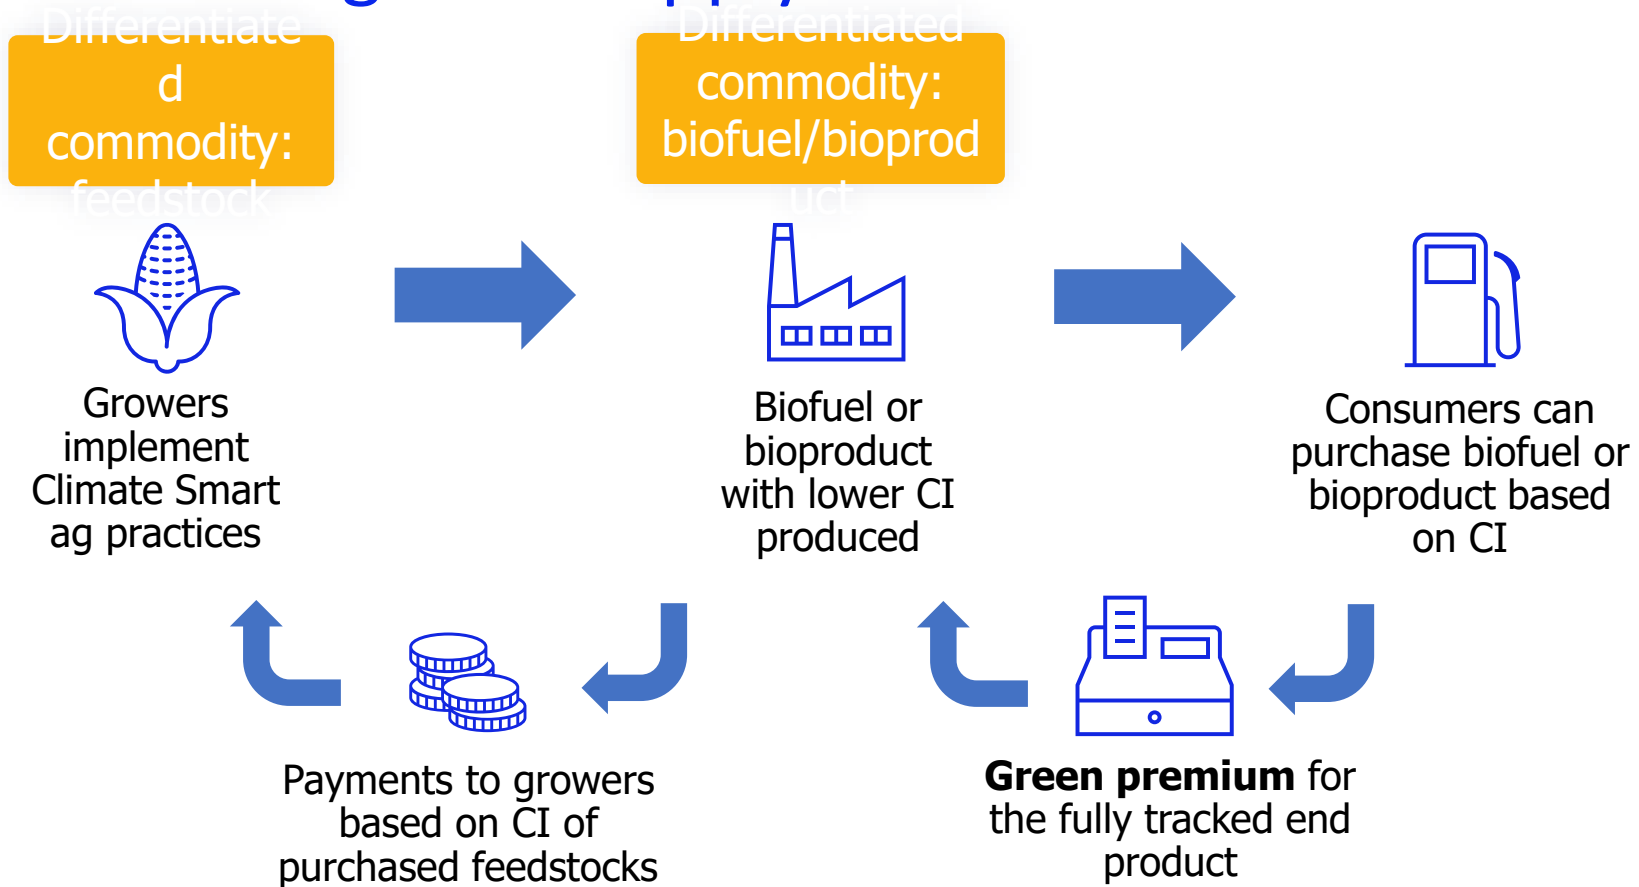 Differentiate
d
commodity:
feedstock
Differentiated
commodity:
biofuel/bioprod
uct
Growers
implement
Climate Smart
ag practices
Biofuel or
bioproduct
with lower CI
produced
Consumers can
purchase biofuel or
bioproduct based
on CI
Payments to growers
based on CI of
purchased feedstocks
Green premium for
the fully tracked end
product